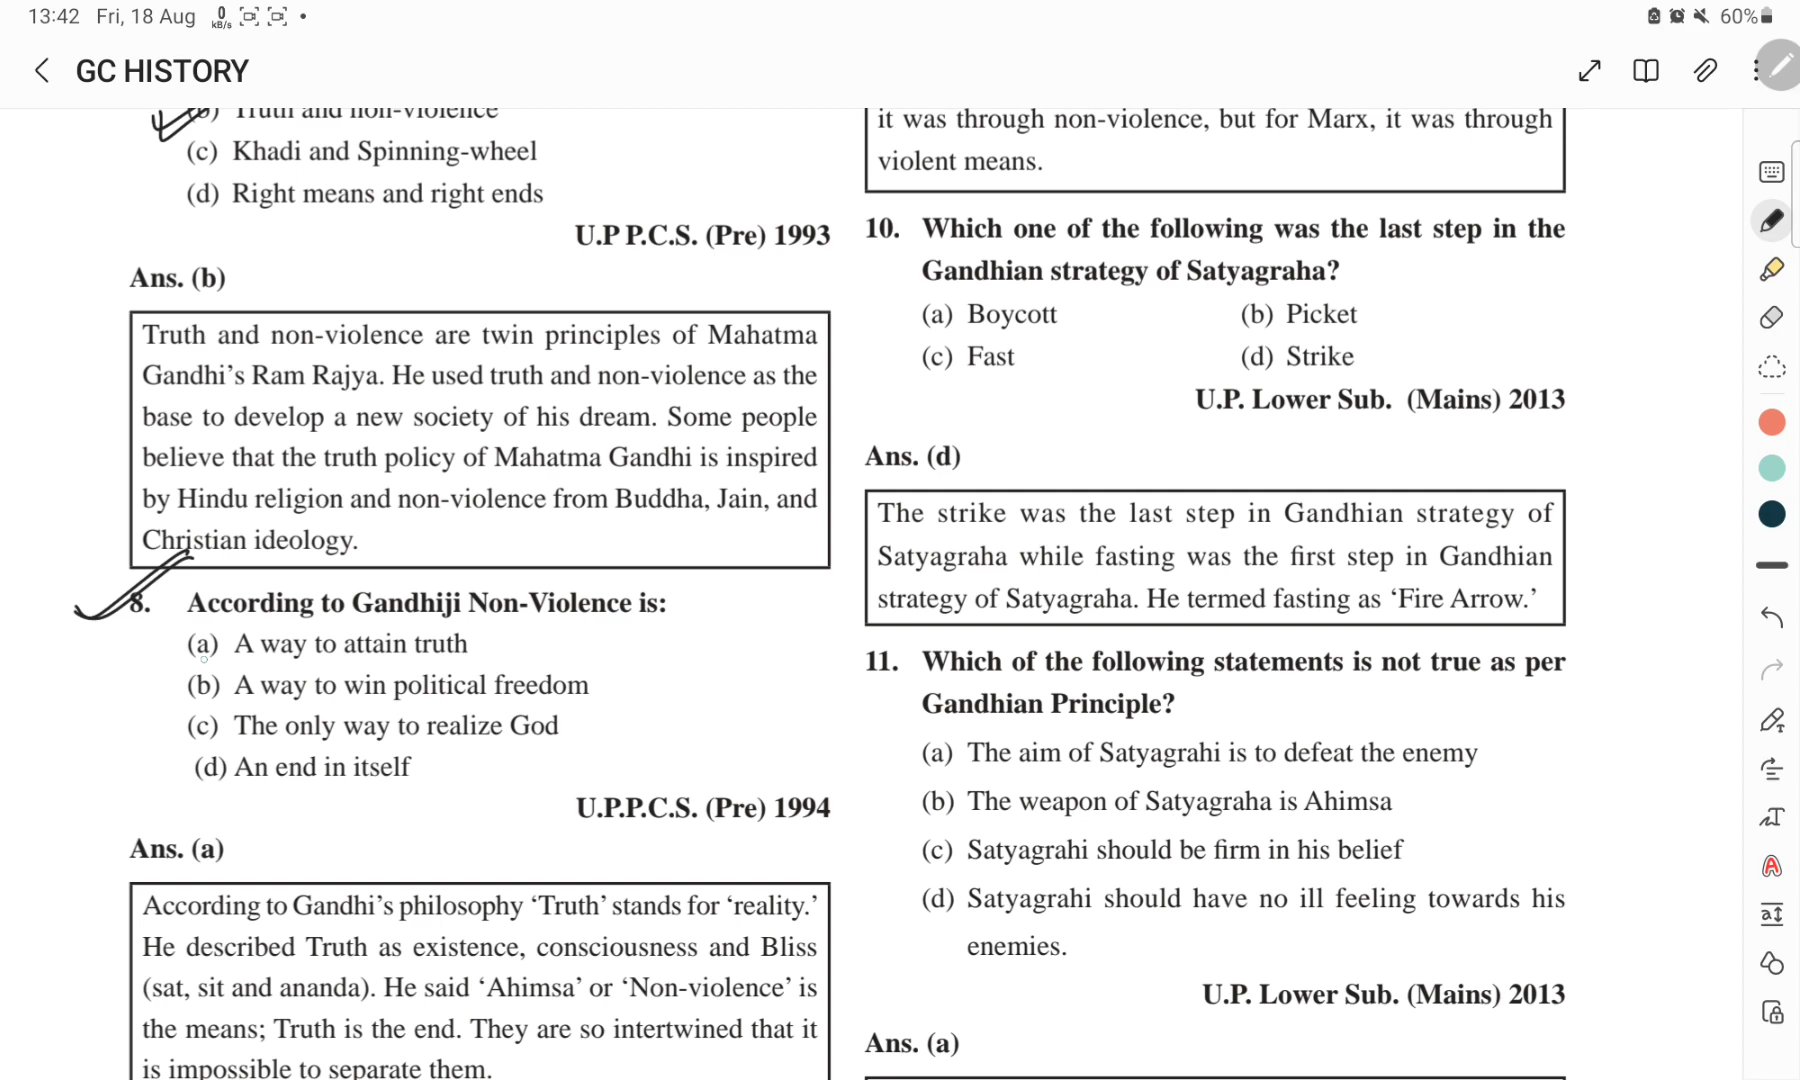 13:42 Fri, 18 Aug 0 kB/s 60%
GC HISTORY
(b) Truth and non-violence
(c) Khadi and Spinning-wheel
(d) Right means and right ends
U.P P.C.S. (Pre) 1993
Ans. (b)
Truth and non-violence are twin principles of Mahatma
Gandhi’s Ram Rajya. He used truth and non-violence as the
base to develop a new society of his dream. Some people
believe that the truth policy of Mahatma Gandhi is inspired
by Hindu religion and non-violence from Buddha, Jain, and
Christian ideology.
8. According to Gandhiji Non-Violence is:
(a) A way to attain truth
(b) A way to win political freedom
(c) The only way to realize God
(d) An end in itself
U.P.P.C.S. (Pre) 1994
Ans. (a)
According to Gandhi’s philosophy ‘Truth’ stands for ‘reality.’
He described Truth as existence, consciousness and Bliss
(sat, sit and ananda). He said ‘Ahimsa’ or ‘Non-violence’ is
the means; Truth is the end. They are so intertwined that it
is impossible to separate them.
it was through non-violence, but for Marx, it was through
violent means.
10. Which one of the following was the last step in the
Gandhian strategy of Satyagraha?
(a) Boycott (b) Picket
(c) Fast (d) Strike
U.P. Lower Sub. (Mains) 2013
Ans. (d)
The strike was the last step in Gandhian strategy of
Satyagraha while fasting was the first step in Gandhian
strategy of Satyagraha. He termed fasting as ‘Fire Arrow.’
11. Which of the following statements is not true as per
Gandhian Principle?
(a) The aim of Satyagrahi is to defeat the enemy
(b) The weapon of Satyagraha is Ahimsa
(c) Satyagrahi should be firm in his belief
(d) Satyagrahi should have no ill feeling towards his
enemies.
U.P. Lower Sub. (Mains) 2013
Ans. (a)